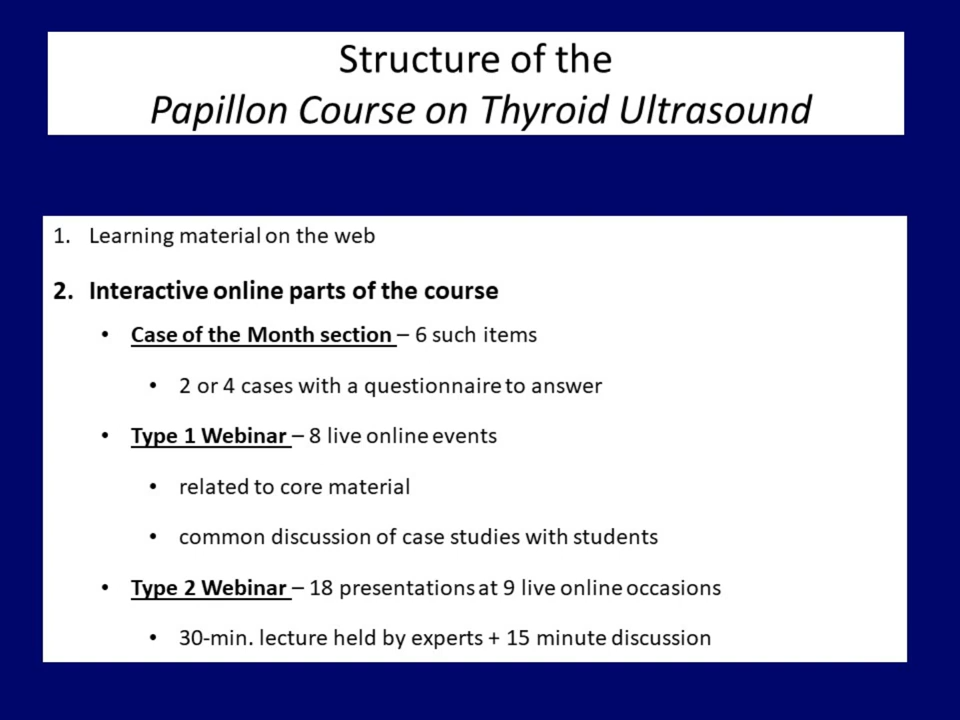 Structure of the
Papillon Course on Thyroid Ultrasound
1. Learning material on the web
2. Interactive online parts of the course
• Case of the Month section – 6 such items
• 2 or 4 cases with a questionnaire to answer
• Type 1 Webinar – 8 live online events
• related to core material
• common discussion of case studies with students
• Type 2 Webinar – 18 presentations at 9 live online occasions
• 30-min. lecture held by experts + 15 minute discussion